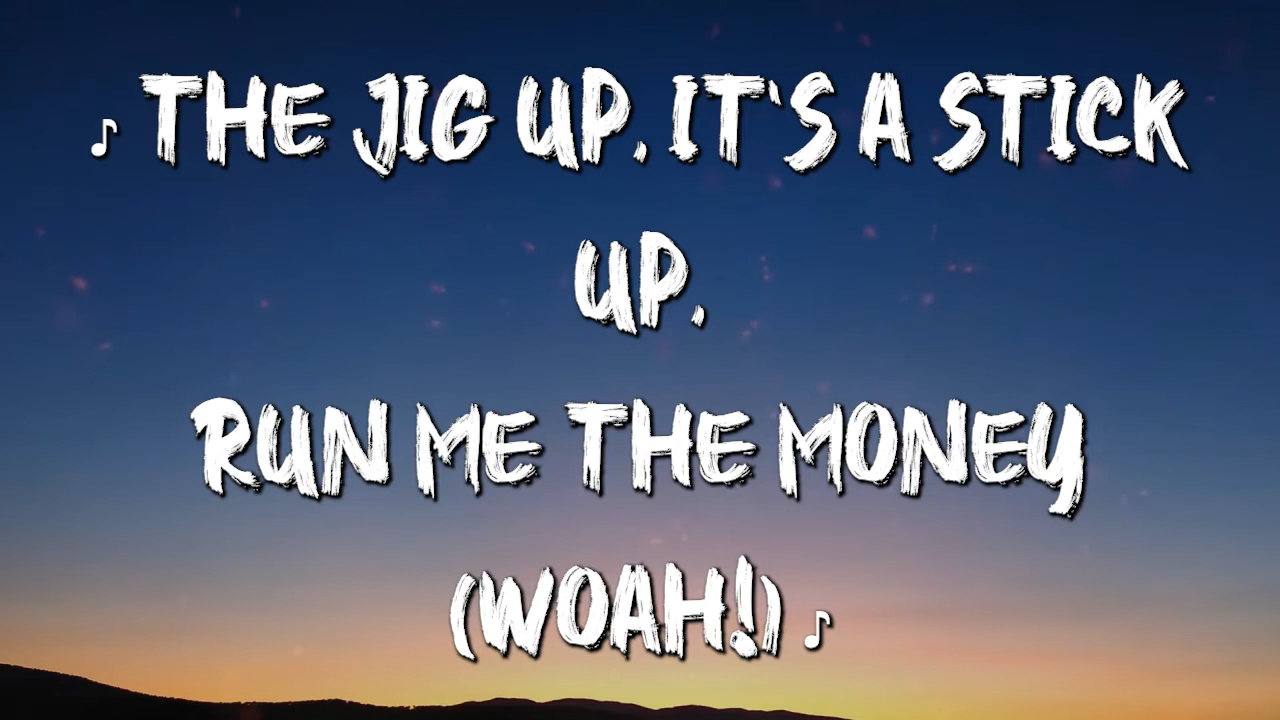 ♪ THE JIG UP, IT'S A STICK
UP,
RUN ME THE MONEY
(WOAH!) ♪